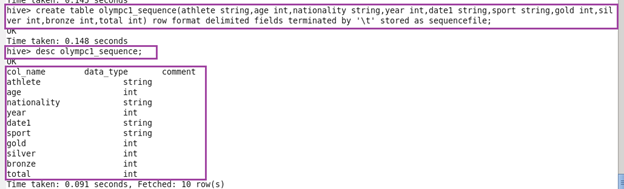 Time taken: 0.145 seconds
hive> create table olympc1_sequence(athlete string,age int,nationality string,year int,date1 string,sport string,gold int,sil
ver int,bronze int,total int) row format delimited fields terminated by '\t' stored as sequencefile;
OK
Time taken: 0.148 seconds
hive> desc olympc1_sequence;
OK
col_name data_type comment
athlete string
age int
nationality string
year int
date1 string
sport string
gold int
silver int
bronze int
total int
Time taken: 0.091 seconds, Fetched: 10 row(s)